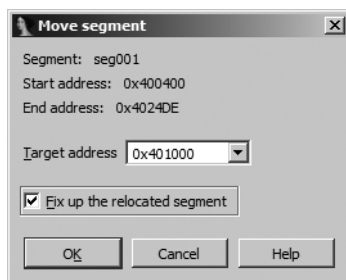 Move segment
Segment: seg001
Start address: 0x400400
End address: 0x4024DE
Target address 0x401000
Fix up the relocated segment
OK Cancel Help